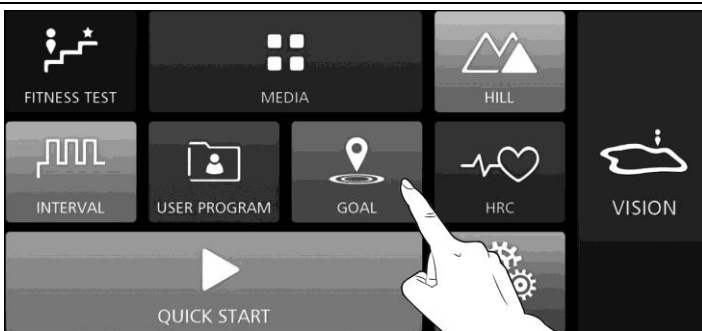 FITNESS TEST
MEDIA
HILL
INTERVAL
USER PROGRAM
GOAL
HRC
VISION
QUICK START